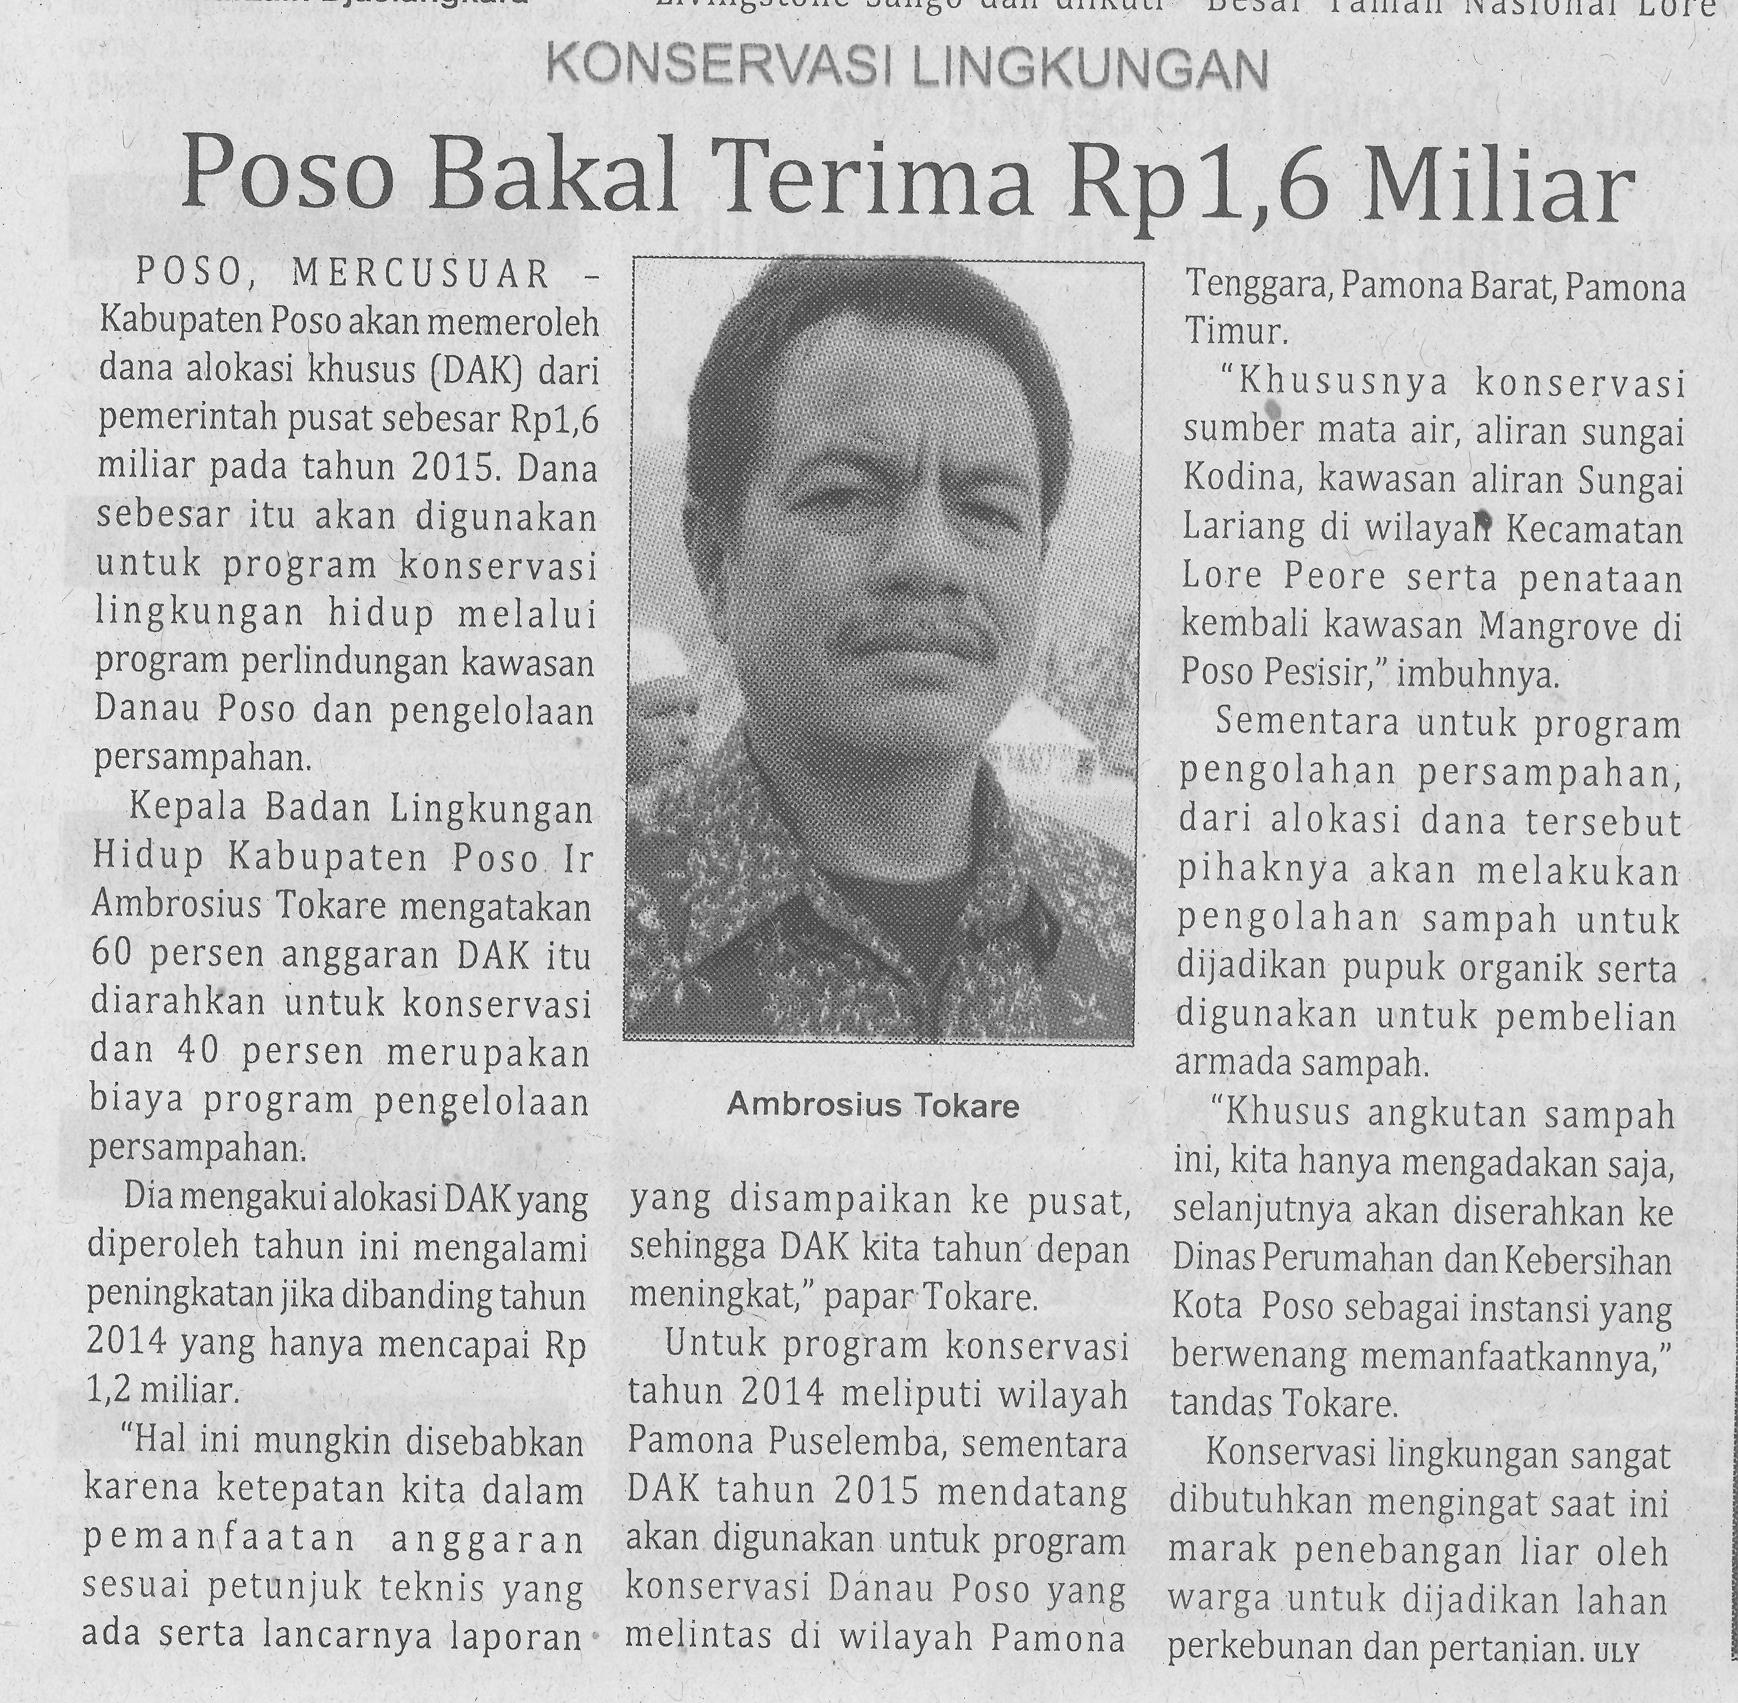 Livingstone Sango dan diikuti
Besar Taman Nasional Lore
KONSERVASI LINGKUNGAN
Poso Bakal Terima Rp1,6 Miliar
POSO, MERCUSUAR –
Kabupaten Poso akan memeroleh
dana alokasi khusus (DAK) dari
pemerintah pusat sebesar Rp1,6
miliar pada tahun 2015. Dana
sebesar itu akan digunakan
untuk program konservasi
lingkungan hidup melalui
program perlindungan kawasan
Danau Poso dan pengelolaan
persampahan.
Kepala Badan Lingkungan
Hidup Kabupaten Poso Ir
Ambrosius Tokare mengatakan
60 persen anggaran DAK itu
diarahkan untuk konservasi
dan 40 persen merupakan
biaya program pengelolaan
persampahan.
Dia mengakui alokasi DAK yang
diperoleh tahun ini mengalami
peningkatan jika dibanding tahun
2014 yang hanya mencapai Rp
1,2 miliar.
“Hal ini mungkin disebabkan
karena ketepatan kita dalam
pemanfaatan anggaran
sesuai petunjuk teknis yang
ada serta lancarnya laporan
Ambrosius Tokare
yang disampaikan ke pusat,
sehingga DAK kita tahun depan
meningkat,” papar Tokare.
Untuk program konservasi
tahun 2014 meliputi wilayah
Pamona Puselemba, sementara
DAK tahun 2015 mendatang
akan digunakan untuk program
konservasi Danau Poso yang
melintas di wilayah Pamona
Tenggara, Pamona Barat, Pamona
Timur.
“Khususnya konservasi
sumber mata air, aliran sungai
Kodina, kawasan aliran Sungai
Lariang di wilayah Kecamatan
Lore Peore serta penataan
kembali kawasan Mangrove di
Poso Pesisir,” imbuhnya.
Sementara untuk program
pengolahan persampahan,
dari alokasi dana tersebut
pihaknya akan melakukan
pengolahan sampah untuk
dijadikan pupuk organik serta
digunakan untuk pembelian
armada sampah.
“Khusus angkutan sampah
ini, kita hanya mengadakan saja,
selanjutnya akan diserahkan ke
Dinas Perumahan dan Kebersihan
Kota Poso sebagai instansi yang
berwenang memanfaatkannya,”
tandas Tokare.
Konservasi lingkungan sangat
dibutuhkan mengingat saat ini
marak penebangan liar oleh
warga untuk dijadikan lahan
perkebunan dan pertanian. ULY